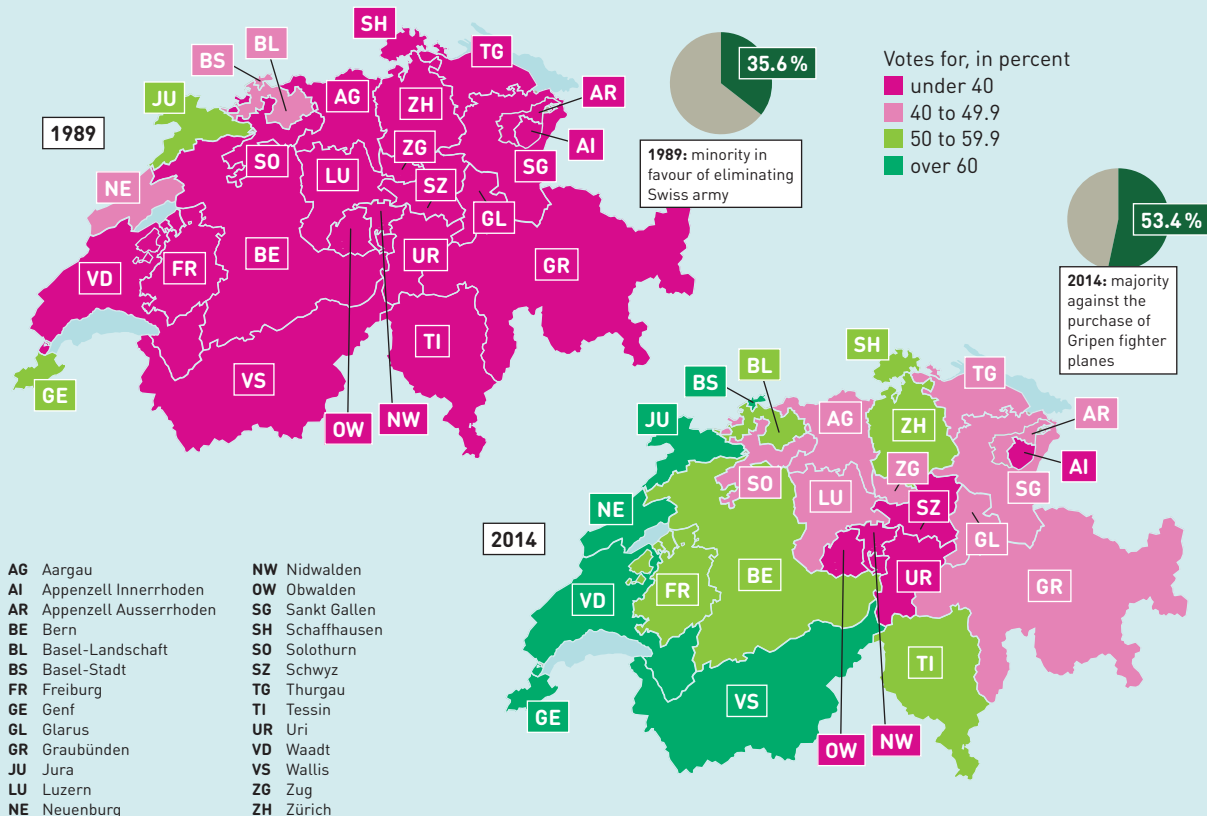 SH
BL
BS
TG
JU
AG
ZH
AR
1989
AI
SO
ZG
SG
LU
SZ
NE
GL
BE
UR
GR
FR
VD
TI
VS
GE
OW
NW
35.6 %
1989: minority in
favour of eliminating
Swiss army
Votes for, in percent
under 40
40 to 49.9
50 to 59.9
over 60
53.4 %
2014: majority
against the
purchase of
Gripen fighter
planes
SH
BL
BS
TG
JU
AG
ZH
AR
AI
ZG
SO
SG
LU
SZ
NE
2014
GL
BE
UR
FR
GR
VD
TI
VS
GE
OW
NW
AG Aargau
AI Appenzell Innerrhoden
AR Appenzell Ausserrhoden
BE Bern
BL Basel-Landschaft
BS Basel-Stadt
FR Freiburg
GE Genf
GL Glarus
GR Graubünden
JU Jura
LU Luzern
NE Neuenburg
NW Nidwalden
OW Obwalden
SG Sankt Gallen
SH Schaffhausen
SO Solothurn
SZ Schwyz
TG Thurgau
TI Tessin
UR Uri
VD Waadt
VS Wallis
ZG Zug
ZH Zürich